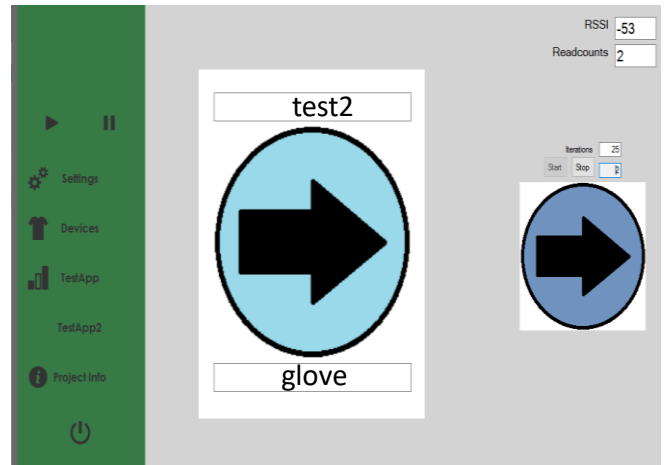 RSSI -53
Readcounts 2
test2
Iterations 25
Start Stop
Settings
Devices
TestApp
TestApp2
glove
Project Info